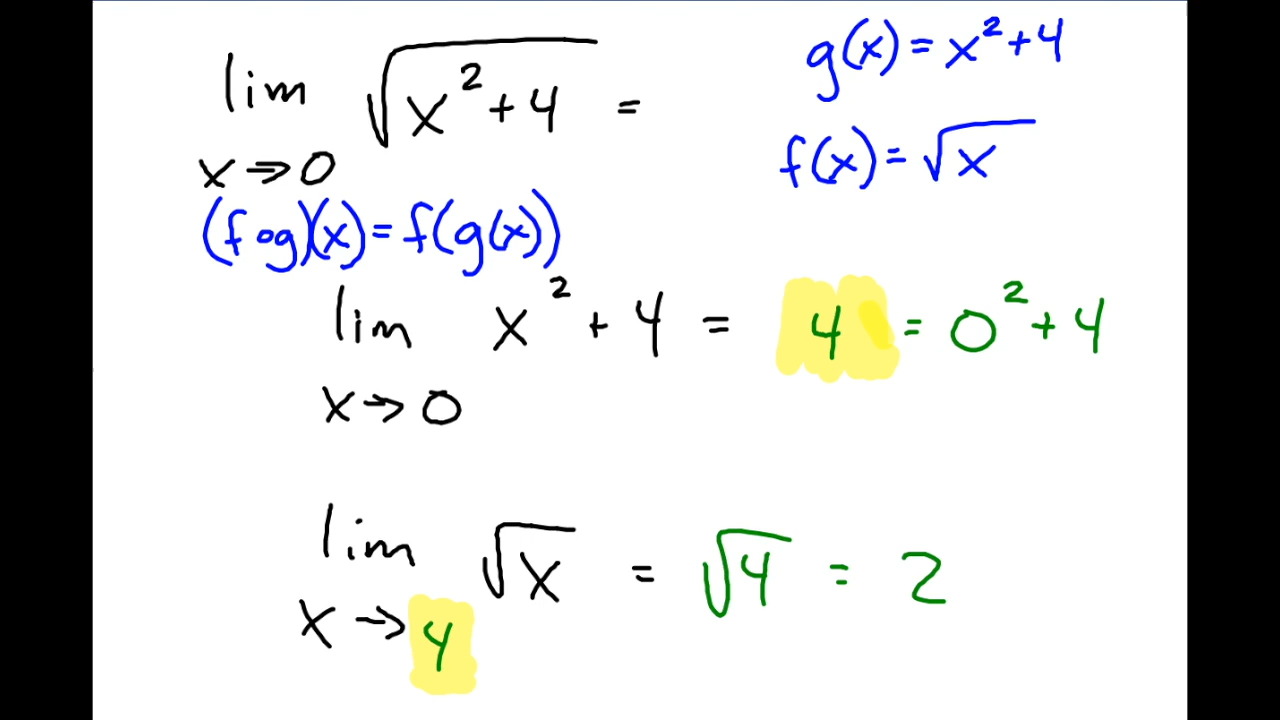 lim √(x² + 4) =
x → 0
g(x) = x² + 4
f(x) = √x
(f∘g)(x) = f(g(x))
lim x² + 4 = 4 = 0² + 4
x → 0
lim √x = √4 = 2
x → 4